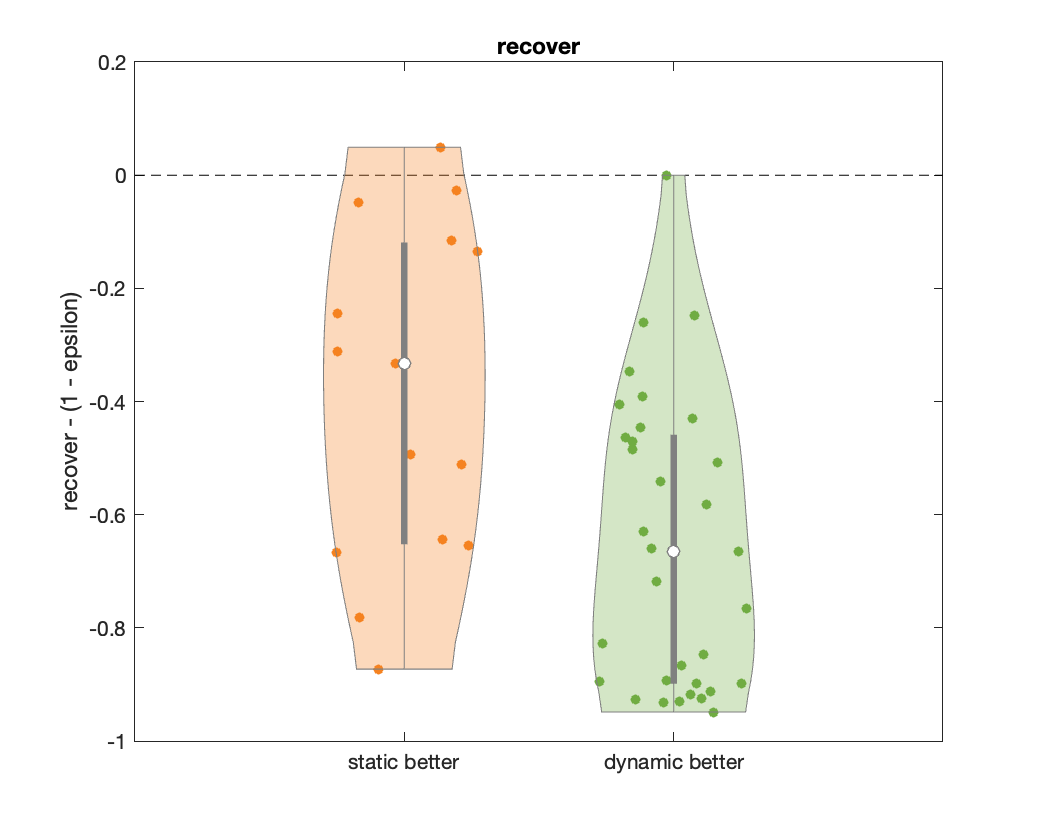 recover
0.2
0
-0.2
-0.4
-0.6
-0.8
-1
recover - (1 - epsilon)
static better
dynamic better